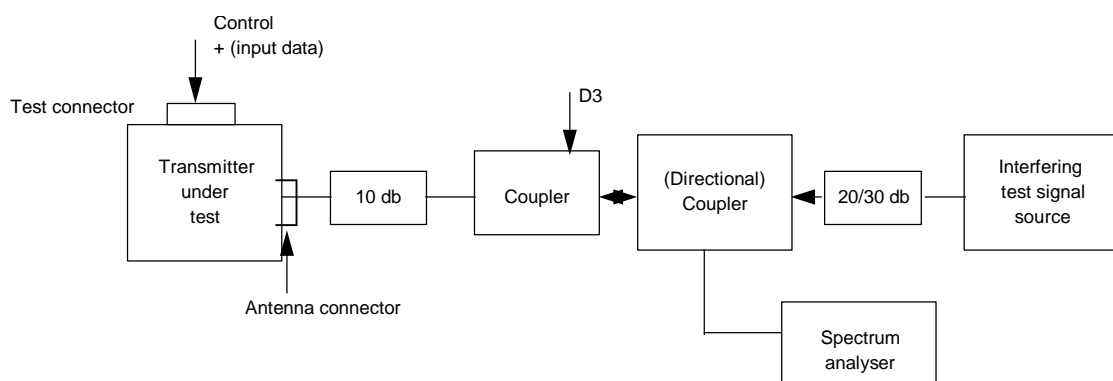 Control
+ (input data)
Test connector
D3
Transmitter
under
test
10 db
Coupler
(Directional)
Coupler
20/30 db
Interfering
test signal
source
Antenna connector
Spectrum
analyser